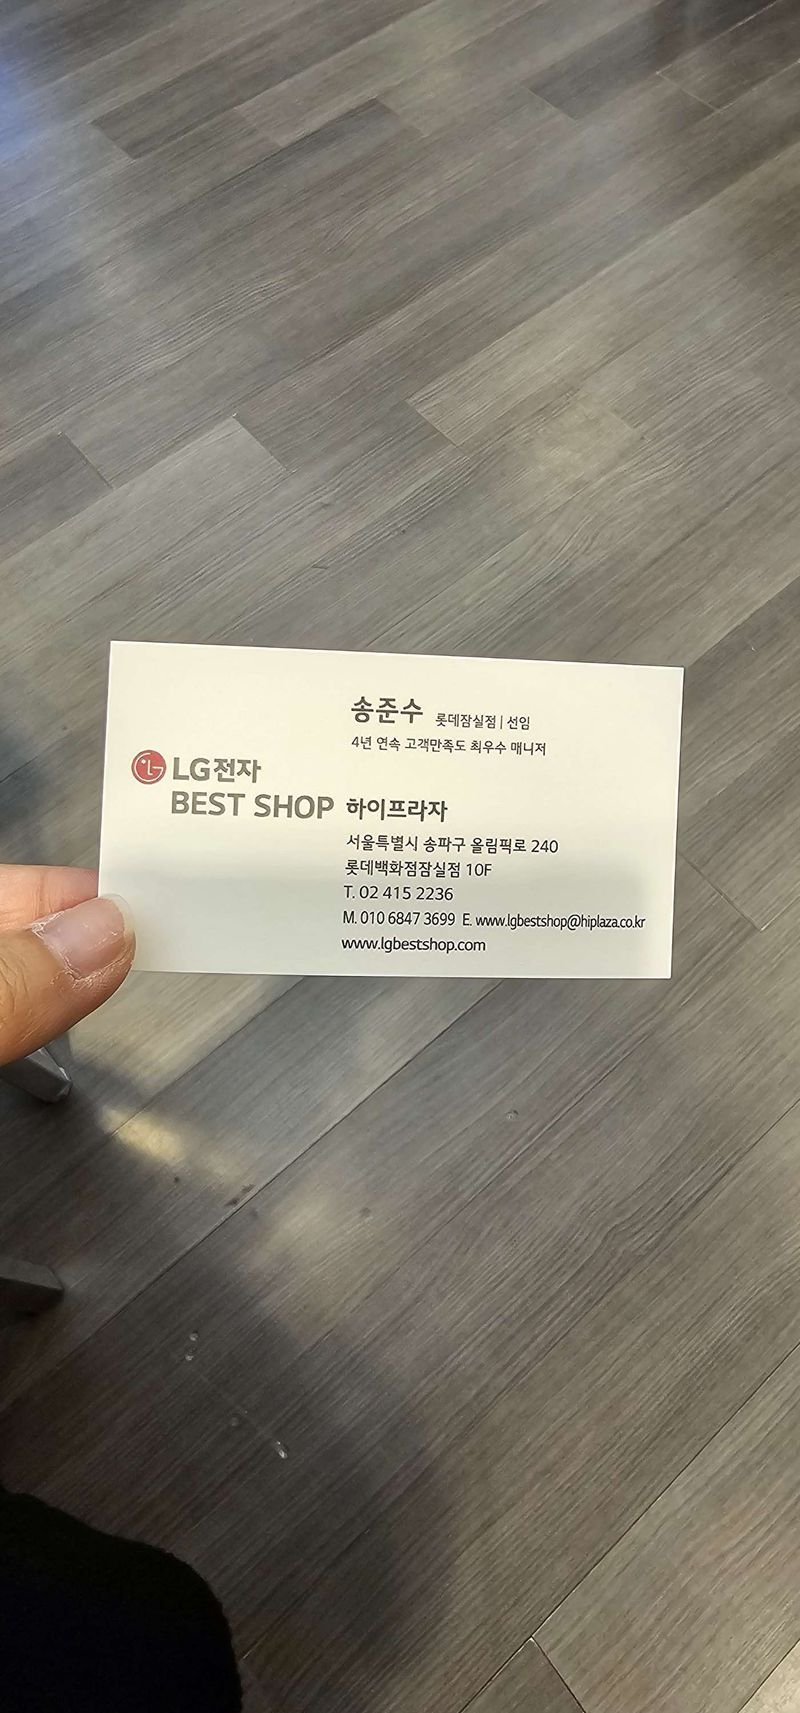 송준수 롯데잠실점 | 선임
4년 연속 고객만족도 최우수 매니저
LG전자
BEST SHOP 하이프라자
서울특별시 송파구 올림픽로 240
롯데백화점잠실점 10F
T. 02 415 2236
M. 010 6847 3699 E. www.lgbestshop@hiplaza.co.kr
www.lgbestshop.com